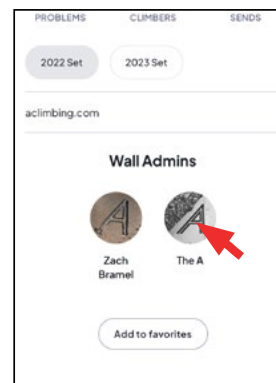 PROBLEMS CLIMBERS SENDS
2022 Set 2023 Set
aclimbing.com
Wall Admins
A A
Zach The A
Bramel
Add to favorites